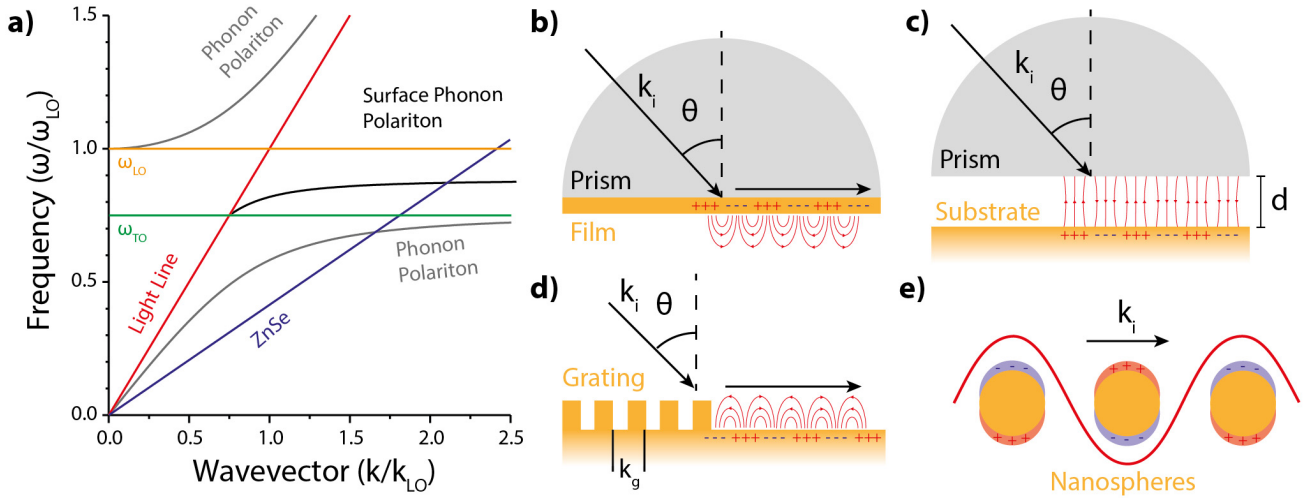 a)
Frequency (ω/ω_LO)
1.5
1.0
0.5
0.0
0.0
0.5
1.0
1.5
2.0
2.5
Wavevector (k/k_LO)
Phonon
Polariton
Surface Phonon
Polariton
ω_LO
ω_TO
Phonon
Polariton
Light Line
ZnSe
b)
k_i
θ
Prism
+++ --- +++ --- +++ ---
Film
c)
k_i
θ
Prism
d
Substrate
+++ --- +++ --- +++ ---
d)
k_i
θ
Grating
--- +++ --- +++ --- +++
k_g
e)
k_i
- - -
+++
- - -
+++
- - -
+++
Nanospheres